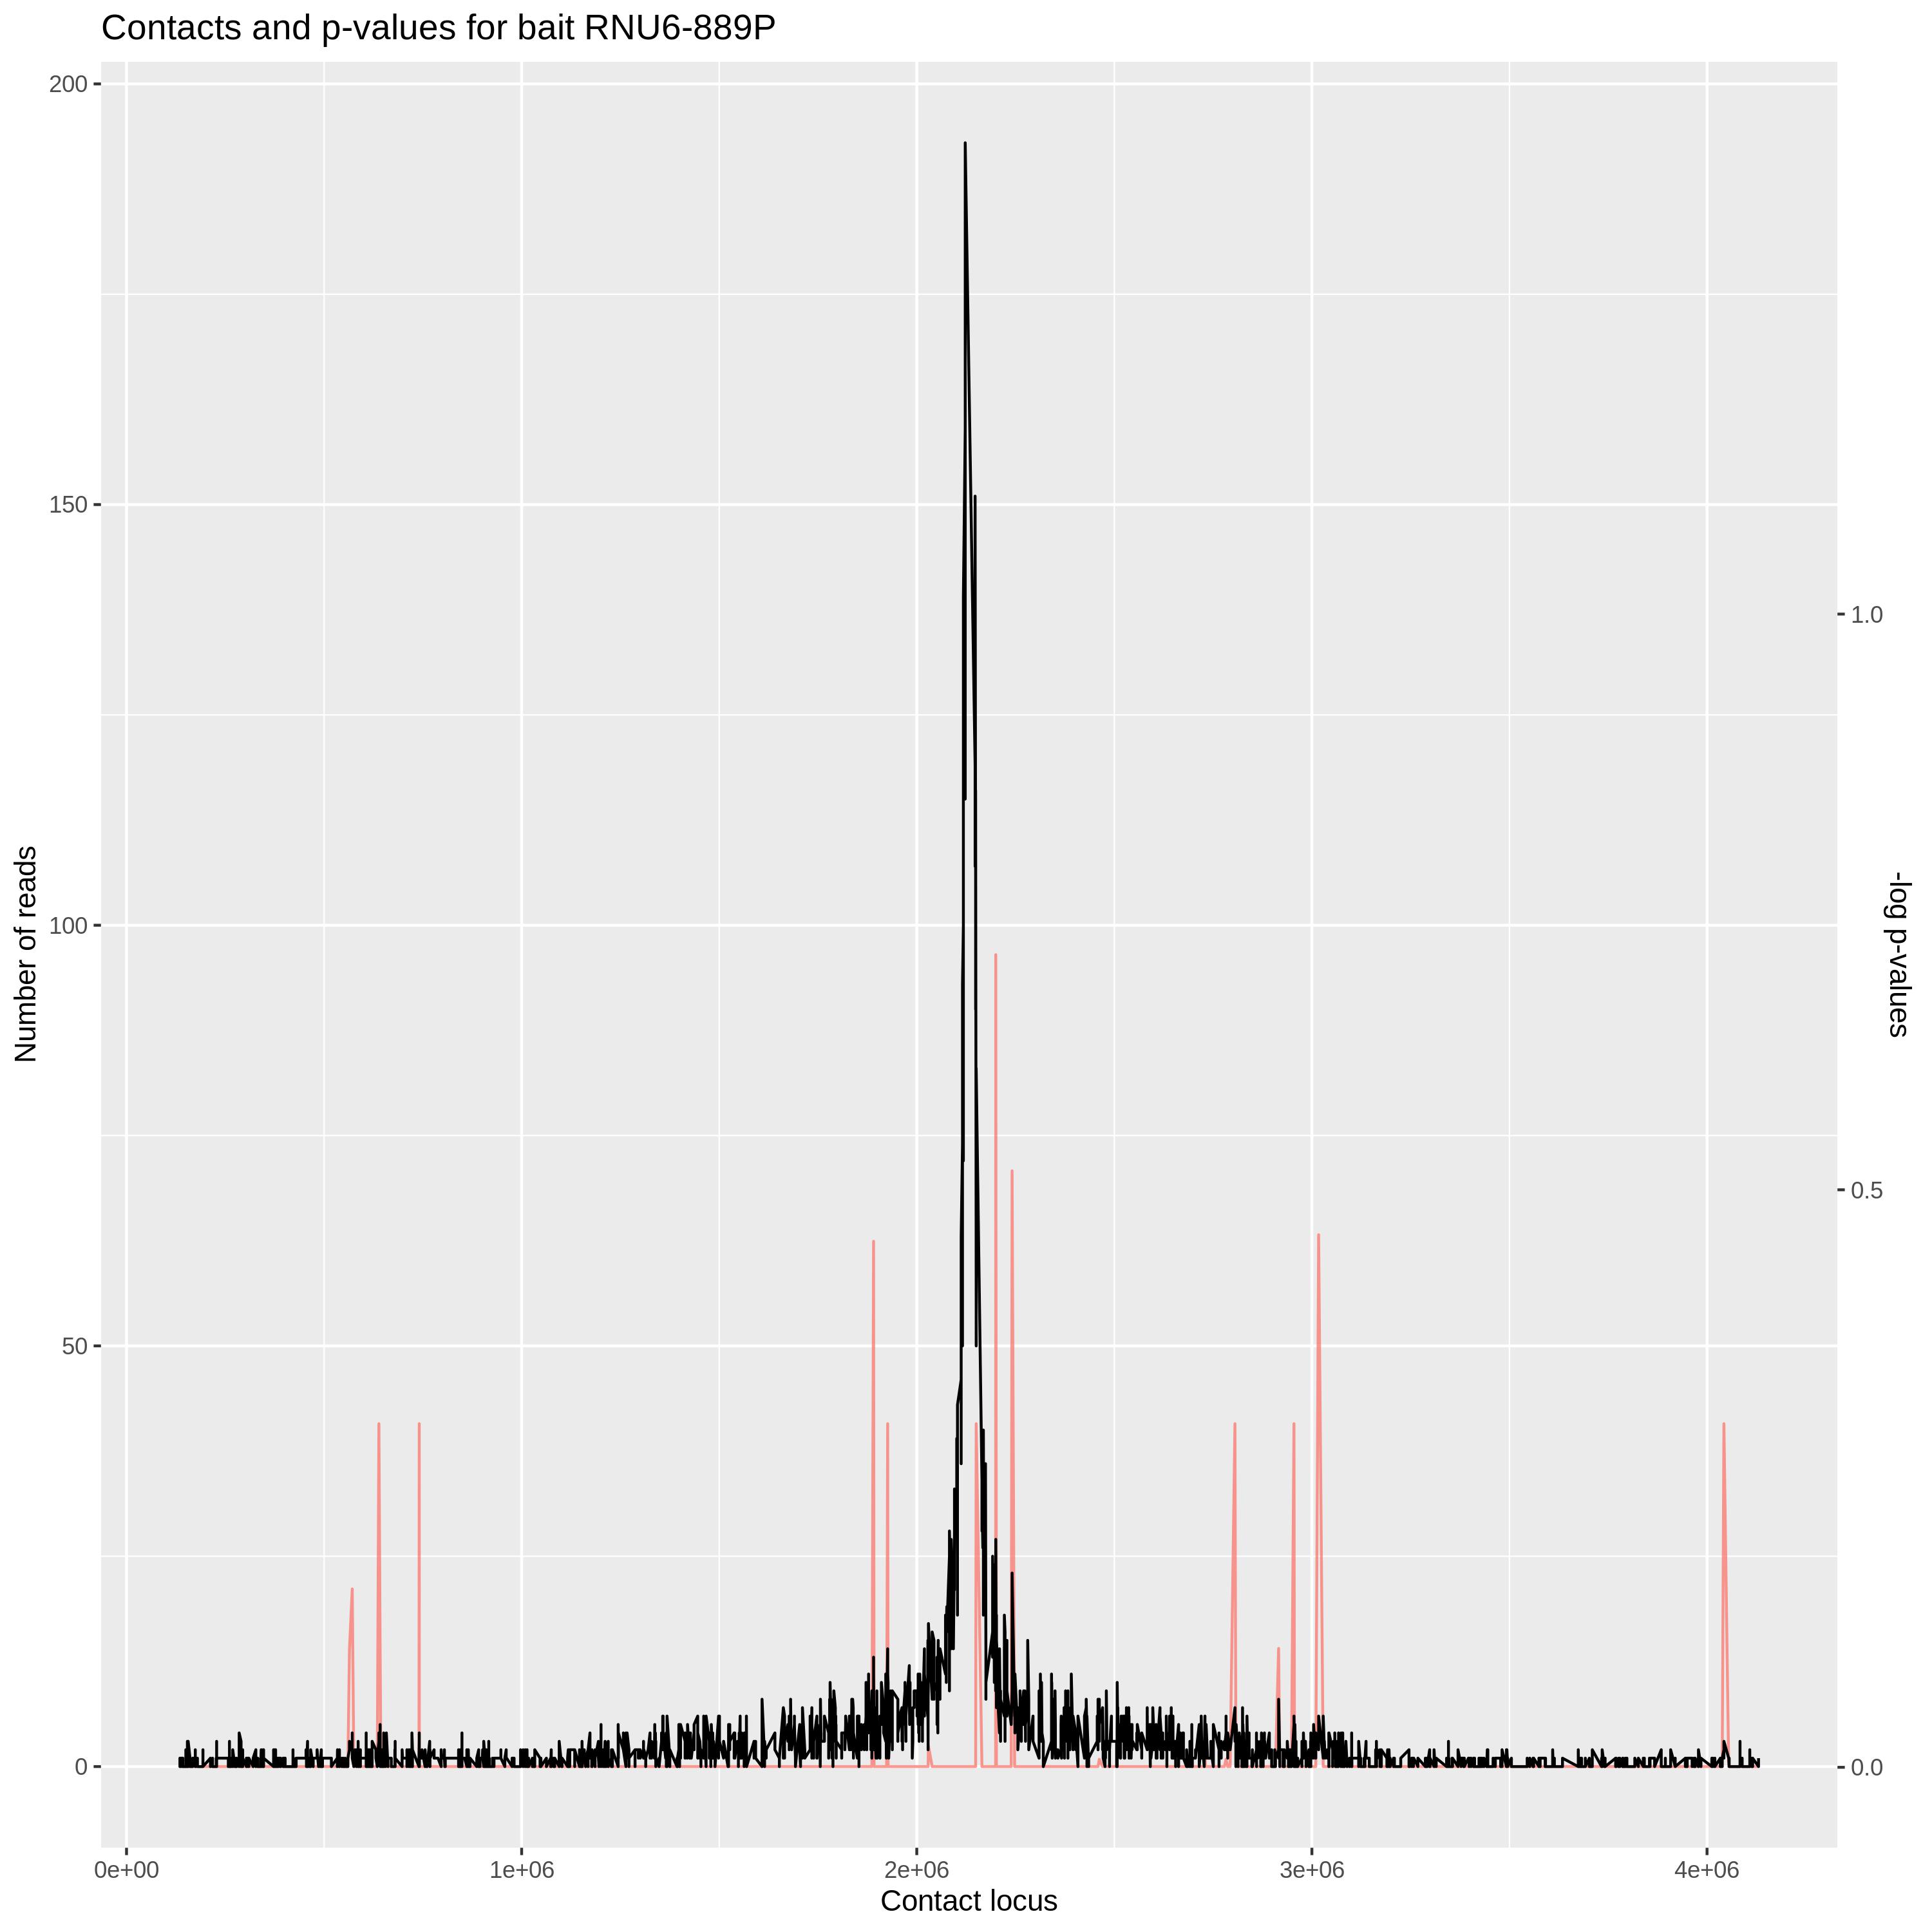 Contacts and p-values for bait RNU6-889P
200
150
100
50
0
Number of reads
1.0
0.5
0.0
-log p-values
0e+00 1e+06 2e+06 3e+06 4e+06
Contact locus